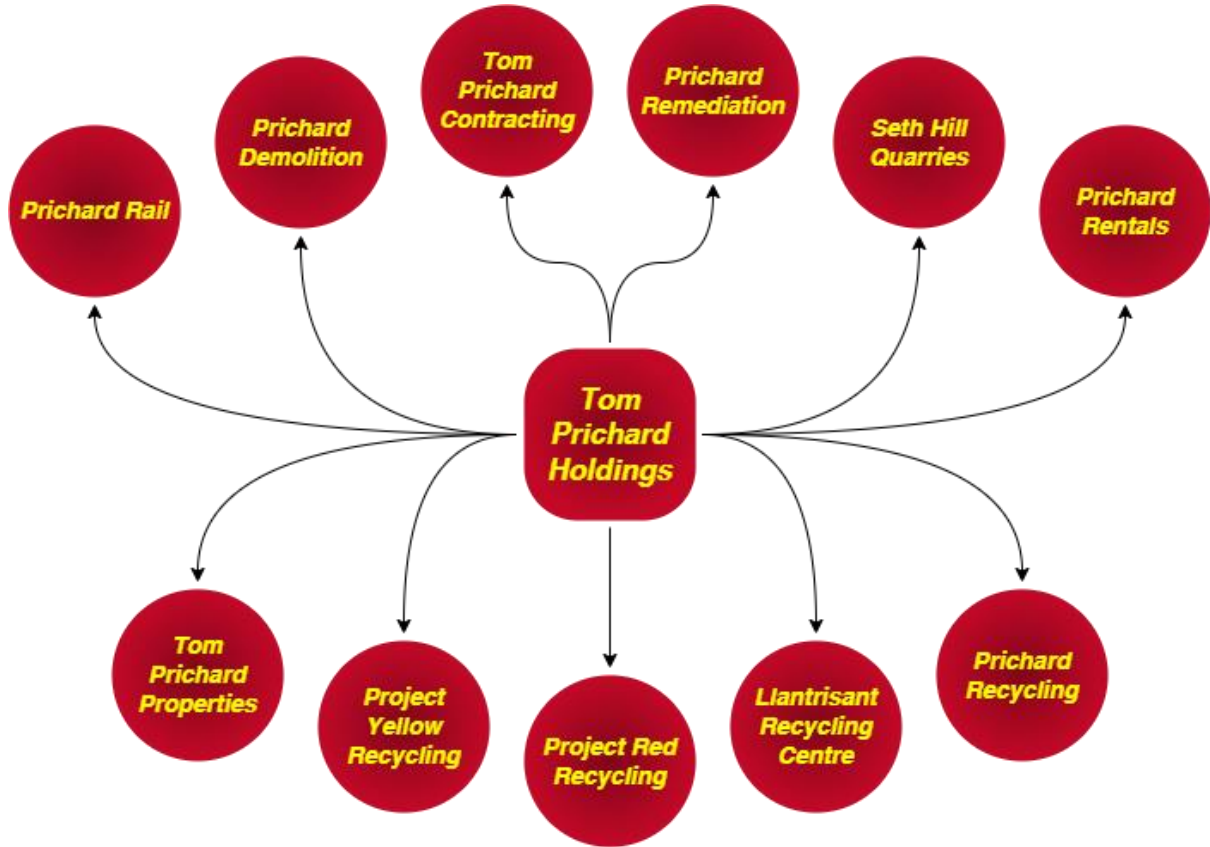 Tom
Prichard
Contracting
Prichard
Remediation
Prichard
Demolition
Seth Hill
Quarries
Prichard Rail
Prichard
Rentals
Tom
Prichard
Holdings
Tom
Prichard
Properties
Project
Yellow
Recycling
Project Red
Recycling
Llantrisant
Recycling
Centre
Prichard
Recycling